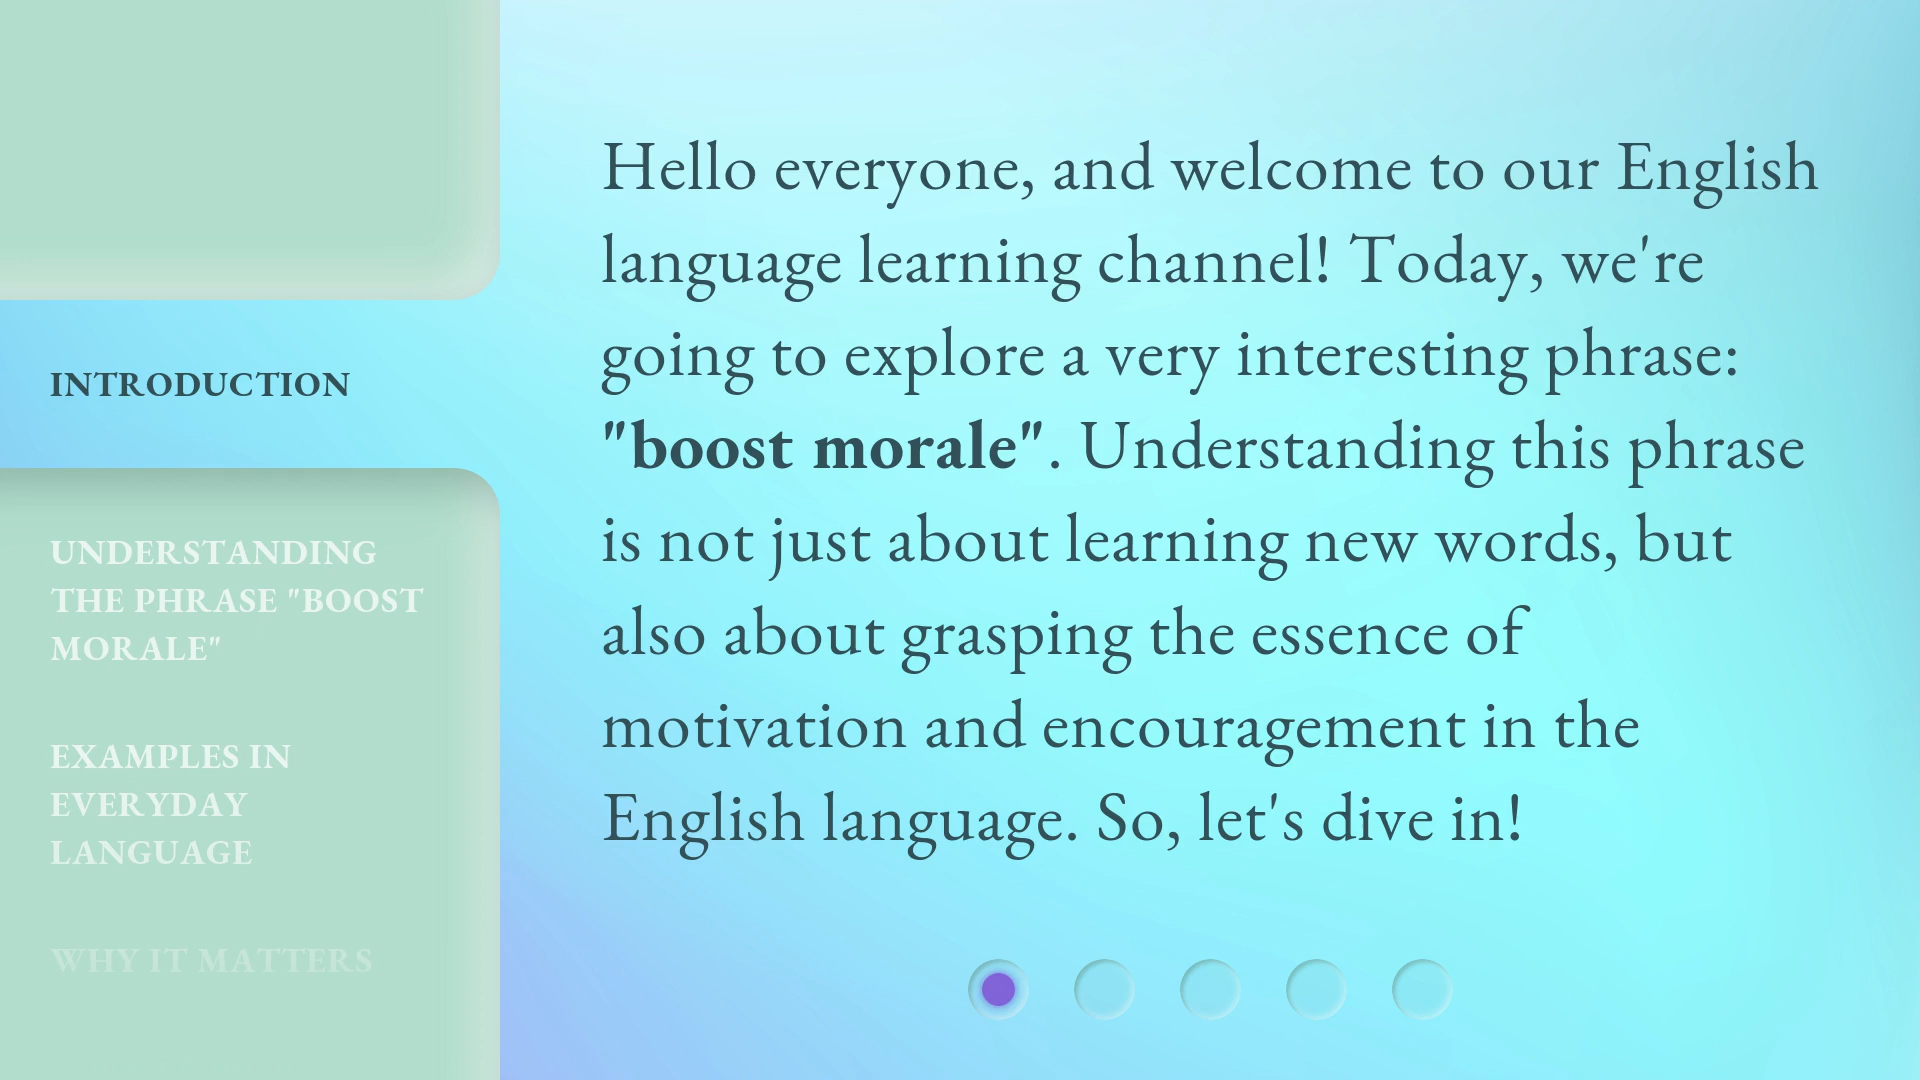 INTRODUCTION
UNDERSTANDING
THE PHRASE "BOOST
MORALE"
EXAMPLES IN
EVERYDAY
LANGUAGE
WHY IT MATTERS
Hello everyone, and welcome to our English
language learning channel! Today, we're
going to explore a very interesting phrase:
"boost morale". Understanding this phrase
is not just about learning new words, but
also about grasping the essence of
motivation and encouragement in the
English language. So, let's dive in!